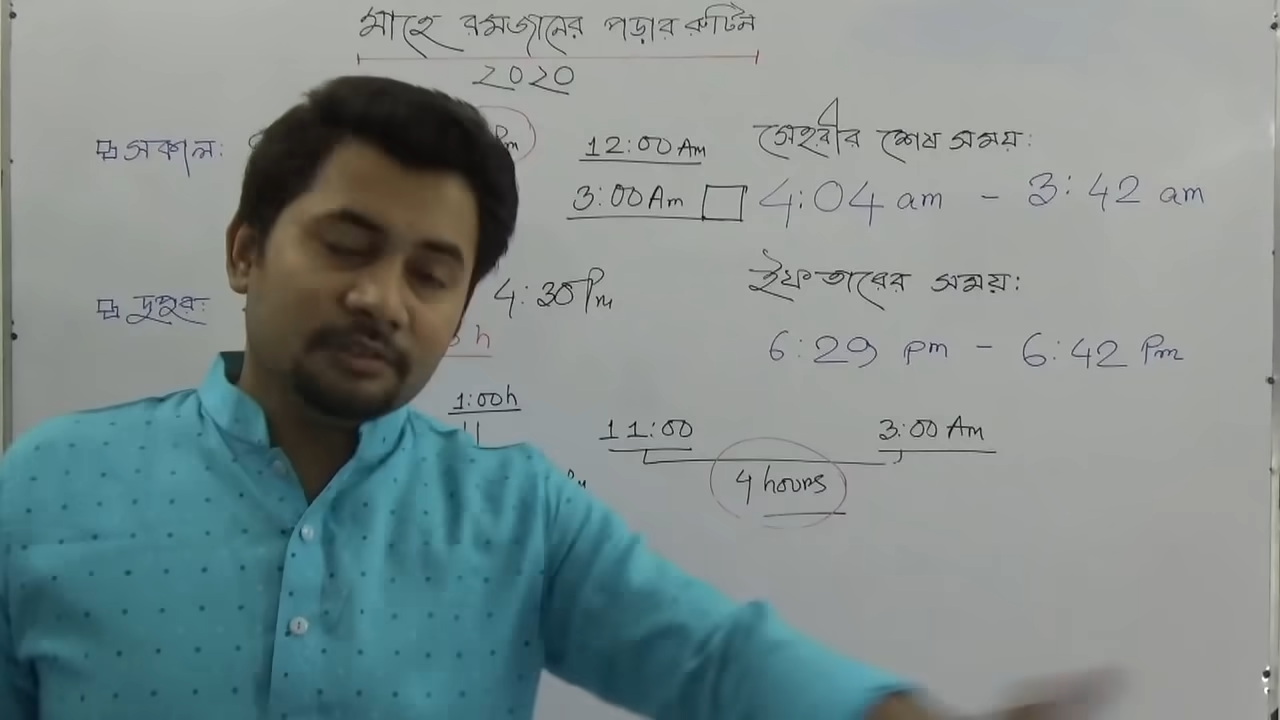 মাহে রমজানের পড়ার রুটিন
২০২০
সকাল:
Pm
12:00 Am
3:00 Am
সেহরীর শেষ সময়:
4:04 am - 3:42 am
দুপুর:
4:30 Pm
h
ইফতারের সময়:
6:29 pm - 6:42 Pm
1:00h
11:00
3:00 Am
4 hours